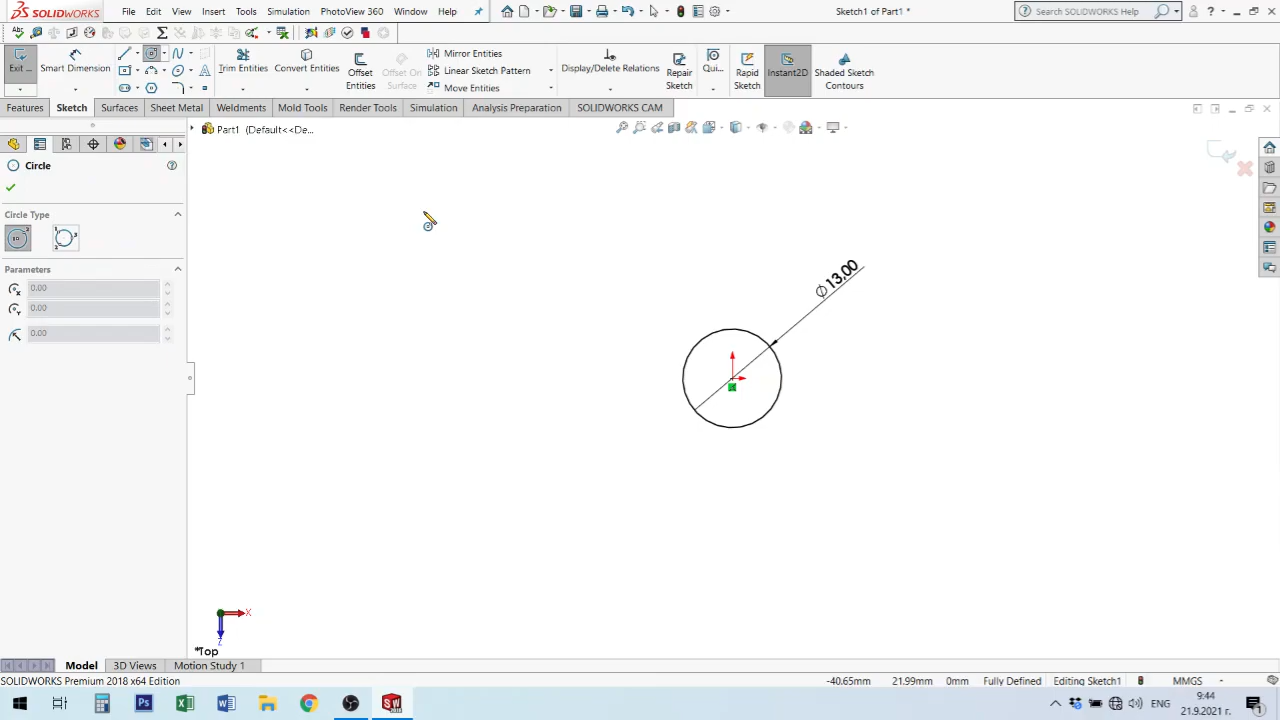 SOLIDWORKS File Edit View Insert Tools Simulation PhotoView 360 Window Help Sketch1 of Part1 * Search SOLIDWORKS Help
Exit ... Smart Dimension Trim Entities Convert Entities Offset Entities Offset On Surface Mirror Entities Linear Sketch Pattern Move Entities Display/Delete Relations Repair Sketch Qui... Rapid Sketch Instant2D Shaded Sketch Contours
Features Sketch Surfaces Sheet Metal Weldments Mold Tools Render Tools Simulation Analysis Preparation SOLIDWORKS CAM
Part1 (Default<<De...
Circle
Circle Type
Parameters
0.00
0.00
0.00
∅13.00
X
Z
*Top
Model 3D Views Motion Study 1
SOLIDWORKS Premium 2018 x64 Edition -40.65mm 21.99mm 0mm Fully Defined Editing Sketch1 MMGS
ENG 9:44
21.9.2021 г.